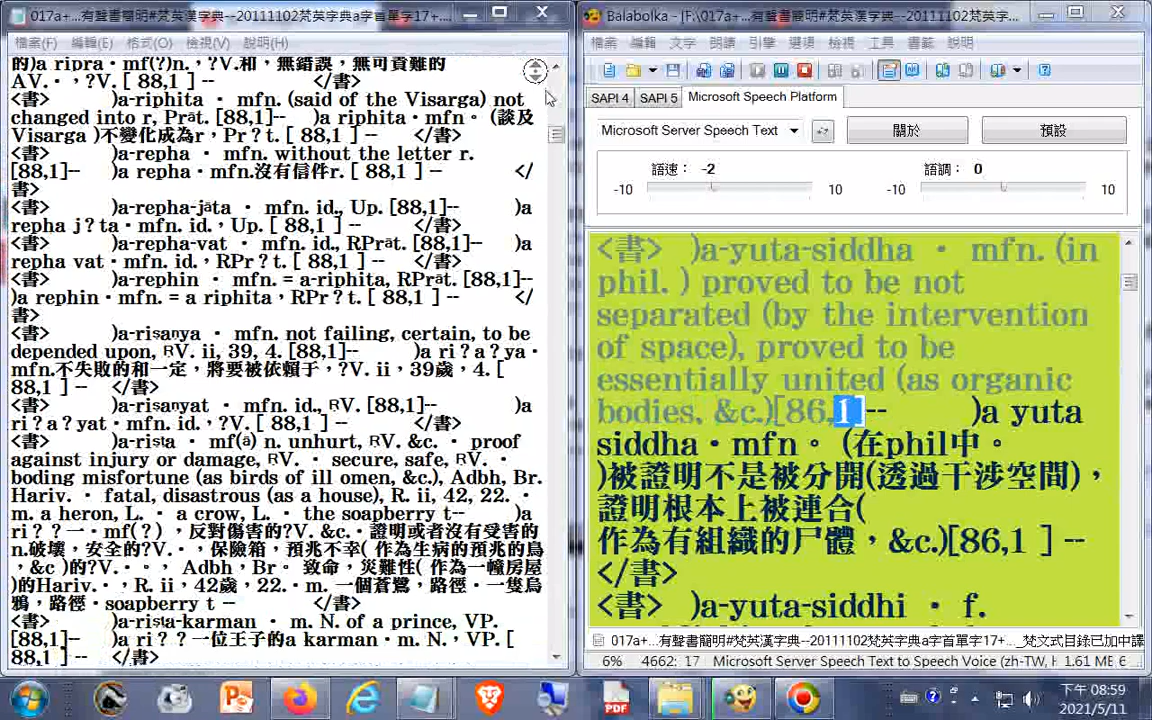 017a+...有聲書簡明#梵英漢字典--20111102梵英字典a字首單字17+...
檔案(F) 編輯(E) 格式(O) 檢視(V) 說明(H)
的)a ripra‧mf(?)n.，?V.和，無錯誤，無可責難的
AV.‧，?V. [ 88,1] -- </書>
<書> )a-riphita ‧ mfn. (said of the Visarga) not
changed into r, Prāt. [88,1]-- )a riphita‧mfn。(談及
Visarga )不變化成為r，Pr？t. [ 88,1 ] -- </書>
<書> )a-repha ‧ mfn. without the letter r.
[88,1]-- )a repha‧mfn.沒有信件r. [ 88,1 ] -- </
書>
<書> )a-repha-jāta ‧ mfn. id., Up. [88,1]-- )a
repha j？ta‧mfn. id.，Up. [ 88,1 ] -- </書>
<書> )a-repha-vat ‧ mfn. id., RPrāt. [88,1]-- )a
repha vat‧mfn. id.，RPr？t. [ 88,1 ] -- </書>
<書> )a-rephin ‧ mfn. = a-riphita, RPrāt. [88,1]--
)a rephin‧mfn. = a riphita，RPr？t. [ 88,1 ] -- </
書>
<書> )a-riṣaṇya ‧ mfn. not failing, certain, to be
depended upon, RV. ii, 39, 4. [88,1]-- )a ri？a？ya‧
mfn.不失敗的和一定，將要被依賴于，?V. ii，39歲，4. [
88,1 ] -- </書>
<書> )a-riṣaṇyat ‧ mf. id., RV. [88,1]-- )a
ri？a？yat‧mf. id.，?V. [ 88,1 ] -- </書>
<書> )a-riṣṭa ‧ mf(ā) n. unhurt, RV. &c. ‧ proof
against injury or damage, RV. ‧ secure, safe, RV. ‧
boding misfortune (as birds of ill omen, &c.), Adbh, Br.
Hariv. ‧ fatal, disastrous (as a house), R. ii, 42, 22. ‧
m. a heron, L. ‧ a crow, L. ‧ the soapberry t-- )a
ri？？一‧mf(？)，反對傷害的?V. &c.‧證明或者沒有受害的
n.破壞，安全的?V.‧，保險箱，預兆不幸( 作為生病的預兆的鳥
，&c )的?V.‧。， Adbh，Br。 致命，災難性( 作為一幢房屋
)的Hariv.‧，R. ii，42歲，22.‧m. 一個蒼鷺，路徑‧一隻烏
鴉，路徑‧soapberry t -- </書>
<書> )a-riṣṭa-karman ‧ m. N. of a prince, VP.
[88,1]-- )a ri？？一位王子的a karman‧m. N.，VP. [
88,1 ] -- </書>
Balabolka - [F:\017a+...有聲書簡明#梵英漢字典--20111102梵英字...
檔案 編輯 文字 朗讀 引擎 選項 檢視 工具 書籤 說明
SAPI 4 SAPI 5 Microsoft Speech Platform
Microsoft Server Speech Text 關於 預設
語速： -2 語調： 0
-10 10 -10 10
<書> )a-yuta-siddha ‧ mfn. (in
phil. ) proved to be not
separated (by the intervention
of space), proved to be
essentially united (as organic
bodies, &c.)[86,1]-- )a yuta
siddha‧mfn。(在phil中。
)被證明不是被分開(透過干涉空間)，
證明根本上被連合(
作為有組織的尸體，&c.)[86,1 ] --
</書>
<書> )a-yuta-siddhi ‧ f.
017a+...有聲書簡明#梵英漢字典--20111102梵英字典a字首單字17+..._梵文式目錄已加中譯
6% 4662: 17 Microsoft Server Speech Text to Speech Voice (zh-TW, H 1.61 MB 6
PDF
下午 08:59
2021/5/11